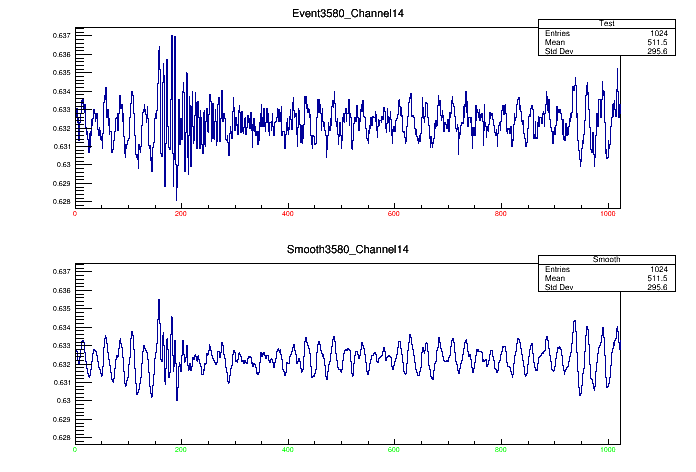 Event3580_Channel14
Test
Entries 1024
Mean 511.5
Std Dev 295.6
0.637
0.636
0.635
0.634
0.633
0.632
0.631
0.63
0.629
0.628
0 200 400 600 800 1000
Smooth3580_Channel14
Smooth
Entries 1024
Mean 511.5
Std Dev 295.6
0.637
0.636
0.635
0.634
0.633
0.632
0.631
0.63
0.629
0.628
0 200 400 600 800 1000